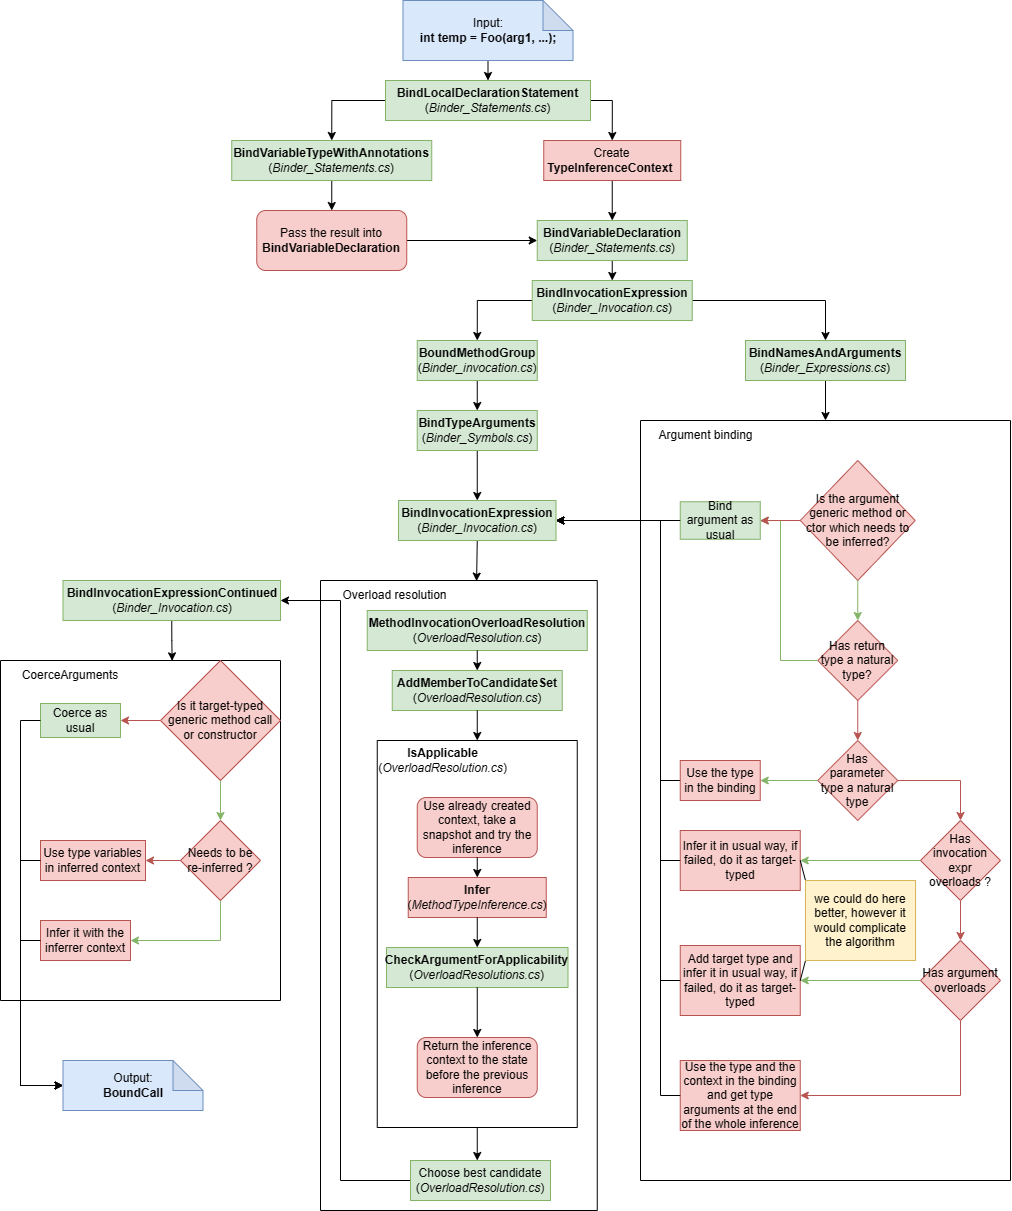 Input:
int temp = Foo(arg1, ...);
BindLocalDeclarationStatement
(Binder_Statements.cs)
BindVariableTypeWithAnnotations
(Binder_Statements.cs)
Create
TypeInferenceContext
Pass the result into
BindVariableDeclaration
BindVariableDeclaration
(Binder_Statements.cs)
BindInvocationExpression
(Binder_Invocation.cs)
BoundMethodGroup
(Binder_invocation.cs)
BindNamesAndArguments
(Binder_Expressions.cs)
BindTypeArguments
(Binder_Symbols.cs)
BindInvocationExpression
(Binder_Invocation.cs)
Argument binding
Bind
argument as
usual
Is the argument
generic method or
ctor which needs to
be inferred?
Has return
type a natural
type?
Use the type
in the binding
Has
parameter
type a natural
type
Infer it in usual way, if
failed, do it as target-
typed
Has
invocation
expr
overloads ?
we could do here
better, however it
would complicate
the algorithm
Add target type and
infer it in usual way, if
failed, do it as target-
typed
Has argument
overloads
Use the type and the
context in the binding
and get type
arguments at the end
of the whole inference
Overload resolution
MethodInvocationOverloadResolution
(OverloadResolution.cs)
AddMemberToCandidateSet
(OverloadResolution.cs)
IsApplicable
(OverloadResolution.cs)
Use already created
context, take a
snapshot and try the
inference
Infer
(MethodTypeInference.cs)
CheckArgumentForApplicability
(OverloadResolutions.cs)
Return the inference
context to the state
before the previous
inference
Choose best candidate
(OverloadResolution.cs)
BindInvocationExpressionContinued
(Binder_Invocation.cs)
CoerceArguments
Coerce as
usual
Is it target-typed
generic method call
or constructor
Use type variables
in inferred context
Needs to be
re-inferred ?
Infer it with the
inferrer context
Output:
BoundCall